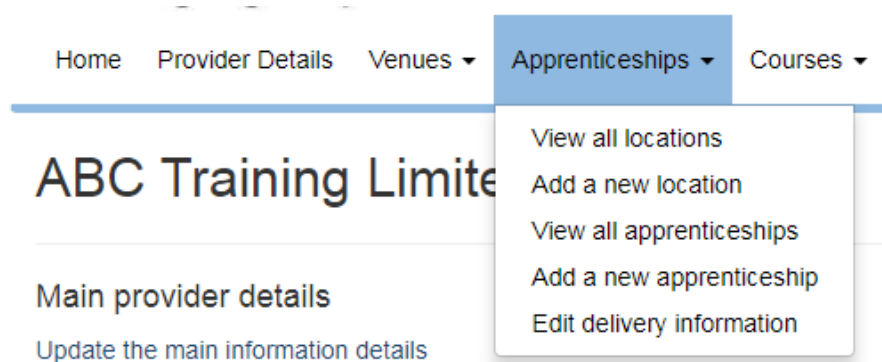 Home Provider Details Venues Apprenticeships Courses
View all locations
Add a new location
View all apprenticeships
Add a new apprenticeship
Edit delivery information
ABC Training Limite
Main provider details
Update the main information details